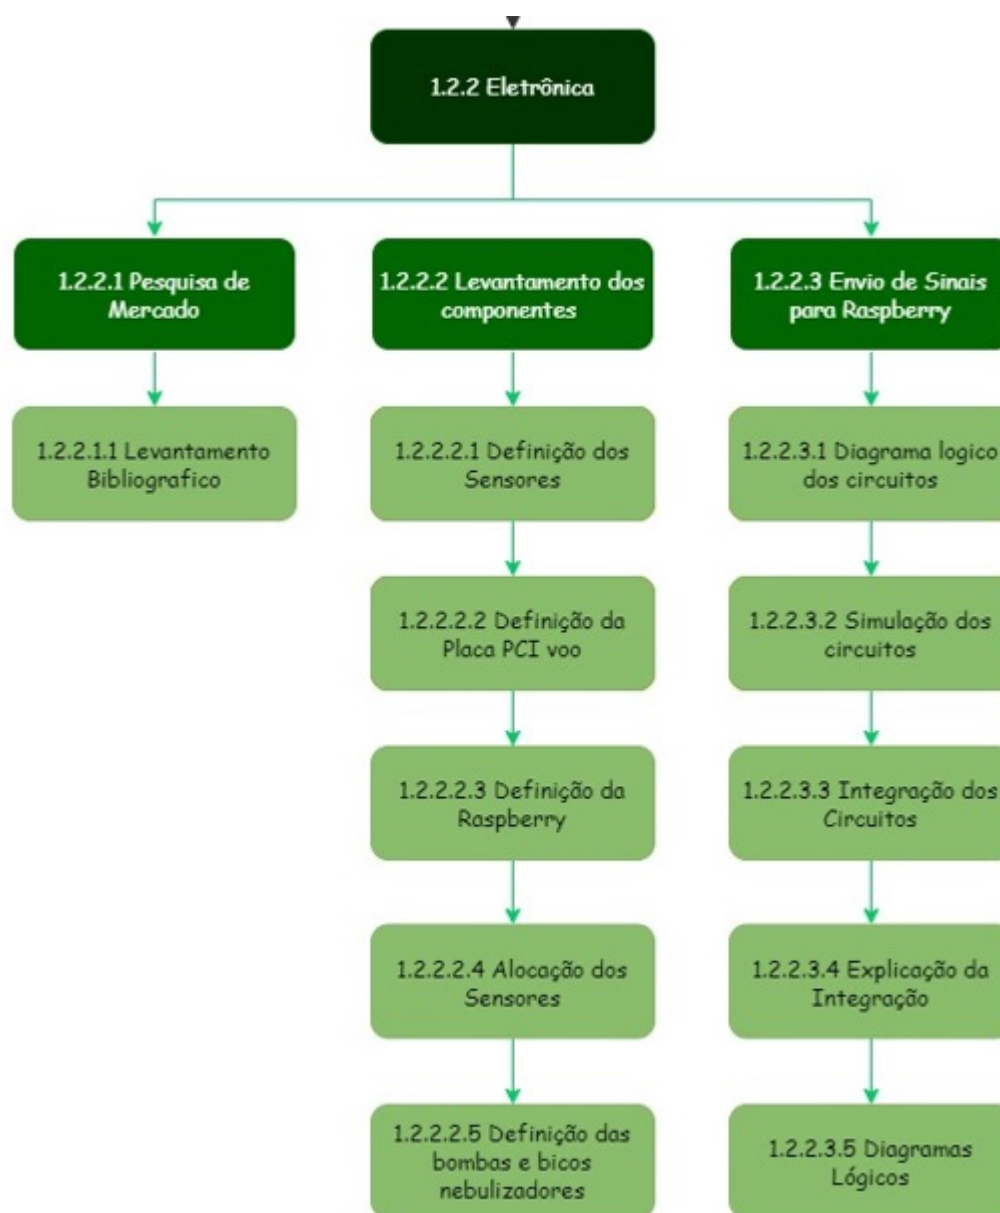 1.2.2 Eletrônica
1.2.2.1 Pesquisa de
Mercado
1.2.2.2 Levantamento dos
componentes
1.2.2.3 Envio de Sinais
para Raspberry
1.2.2.1.1 Levantamento
Bibliografico
1.2.2.2.1 Definição dos
Sensores
1.2.2.3.1 Diagrama logico
dos circuitos
1.2.2.2.2 Definição da
Placa PCI voo
1.2.2.3.2 Simulação dos
circuitos
1.2.2.2.3 Definição da
Raspberry
1.2.2.3.3 Integração dos
Circuitos
1.2.2.2.4 Alocação dos
Sensores
1.2.2.3.4 Explicação da
Integração
1.2.2.2.5 Definição das
bombas e bicos
nebulizadores
1.2.2.3.5 Diagramas
Lógicos